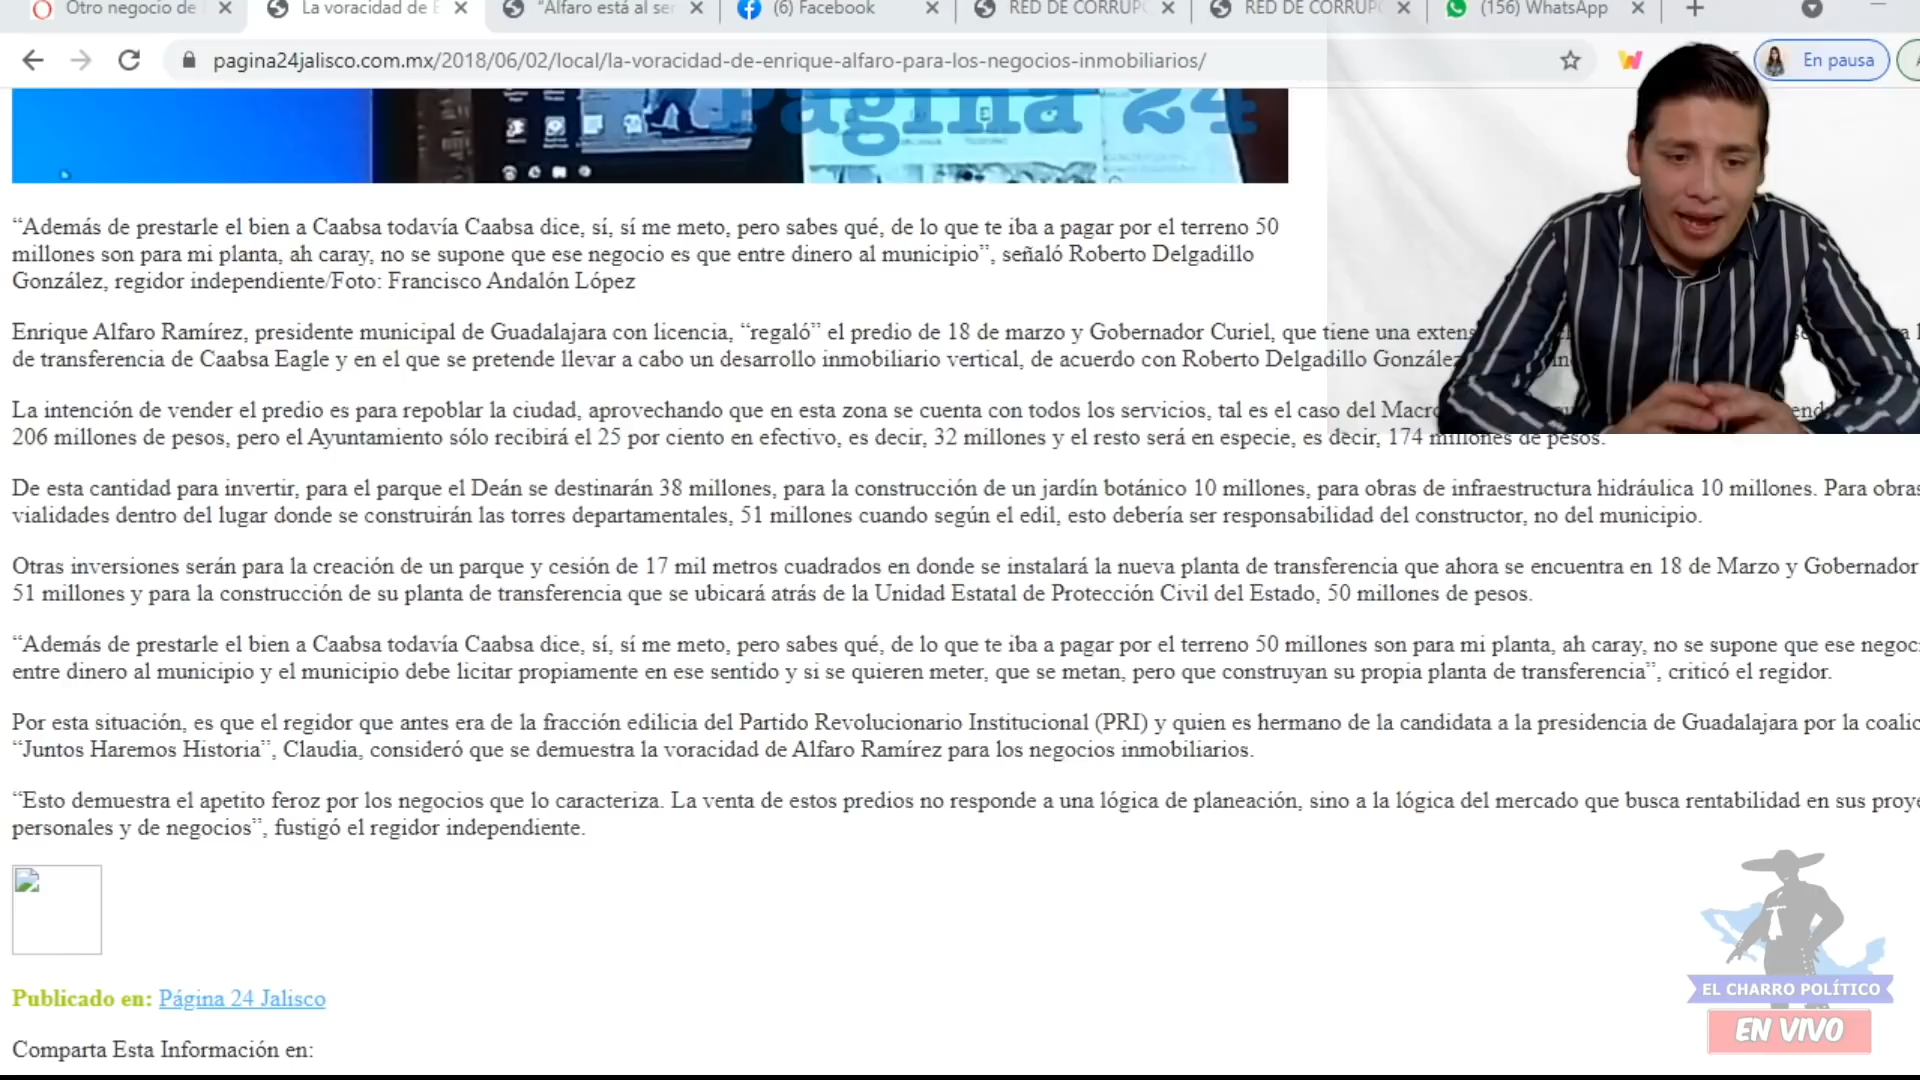 Otro negocio de
La voracidad de E
"Alfaro está al ser
(6) Facebook
RED DE CORRUPC
RED DE CORRUPC
(156) WhatsApp
pagina24jalisco.com.mx/2018/06/02/local/la-voracidad-de-enrique-alfaro-para-los-negocios-inmobiliarios/
En pausa
Página 24
“Además de prestarle el bien a Caabsa todavía Caabsa dice, sí, sí me meto, pero sabes qué, de lo que te iba a pagar por el terreno 50
millones son para mi planta, ah caray, no se supone que ese negocio es que entre dinero al municipio”, señaló Roberto Delgadillo
González, regidor independiente/Foto: Francisco Andalón López
Enrique Alfaro Ramírez, presidente municipal de Guadalajara con licencia, “regaló” el predio de 18 de marzo y Gobernador Curiel, que tiene una extens
de transferencia de Caabsa Eagle y en el que se pretende llevar a cabo un desarrollo inmobiliario vertical, de acuerdo con Roberto Delgadillo González
La intención de vender el predio es para repoblar la ciudad, aprovechando que en esta zona se cuenta con todos los servicios, tal es el caso del Macro
206 millones de pesos, pero el Ayuntamiento sólo recibirá el 25 por ciento en efectivo, es decir, 32 millones y el resto será en especie, es decir, 174 millones de pesos.
De esta cantidad para invertir, para el parque el Deán se destinarán 38 millones, para la construcción de un jardín botánico 10 millones, para obras de infraestructura hidráulica 10 millones. Para obras
vialidades dentro del lugar donde se construirán las torres departamentales, 51 millones cuando según el edil, esto debería ser responsabilidad del constructor, no del municipio.
Otras inversiones serán para la creación de un parque y cesión de 17 mil metros cuadrados en donde se instalará la nueva planta de transferencia que ahora se encuentra en 18 de Marzo y Gobernador
51 millones y para la construcción de su planta de transferencia que se ubicará atrás de la Unidad Estatal de Protección Civil del Estado, 50 millones de pesos.
“Además de prestarle el bien a Caabsa todavía Caabsa dice, sí, sí me meto, pero sabes qué, de lo que te iba a pagar por el terreno 50 millones son para mi planta, ah caray, no se supone que ese negoci
entre dinero al municipio y el municipio debe licitar propiamente en ese sentido y si se quieren meter, que se metan, pero que construyan su propia planta de transferencia”, criticó el regidor.
Por esta situación, es que el regidor que antes era de la fracción edilicia del Partido Revolucionario Institucional (PRI) y quien es hermano de la candidata a la presidencia de Guadalajara por la coalic
“Juntos Haremos Historia”, Claudia, consideró que se demuestra la voracidad de Alfaro Ramírez para los negocios inmobiliarios.
“Esto demuestra el apetito feroz por los negocios que lo caracteriza. La venta de estos predios no responde a una lógica de planeación, sino a la lógica del mercado que busca rentabilidad en sus proye
personales y de negocios”, fustigó el regidor independiente.
Publicado en: Página 24 Jalisco
Comparta Esta Información en:
EL CHARRO POLÍTICO
EN VIVO